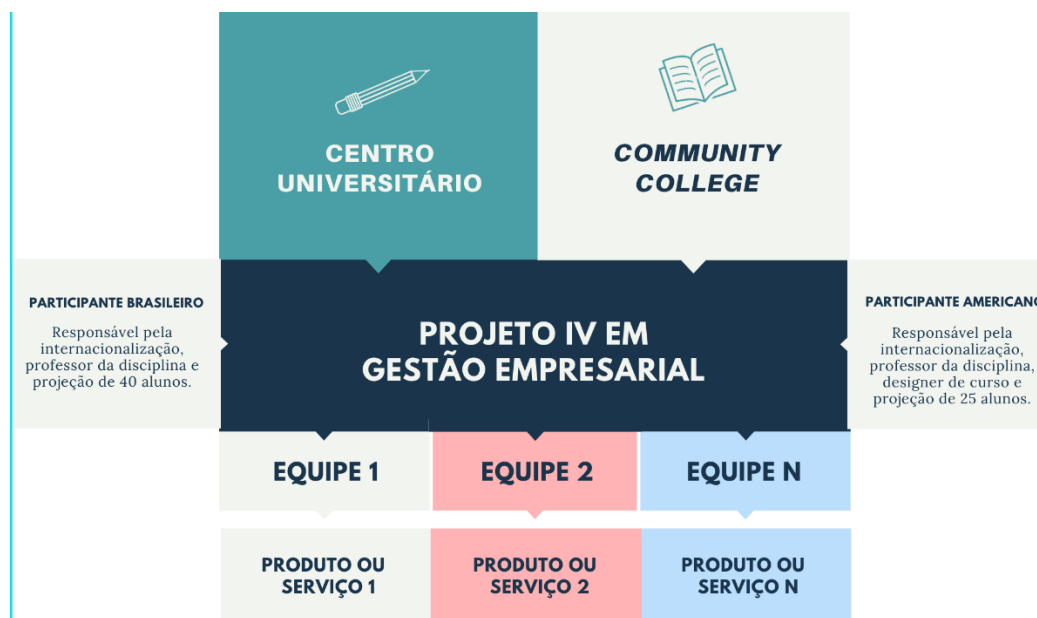 CENTRO
UNIVERSITÁRIO
COMMUNITY
COLLEGE
PARTICIPANTE BRASILEIRO
Responsável pela
internacionalização,
professor da disciplina e
projeção de 40 alunos.
PROJETO IV EM
GESTÃO EMPRESARIAL
PARTICIPANTE AMERICANO
Responsável pela
internacionalização,
professor da disciplina,
designer de curso e
projeção de 25 alunos.
EQUIPE 1
EQUIPE 2
EQUIPE N
PRODUTO OU
SERVIÇO 1
PRODUTO OU
SERVIÇO 2
PRODUTO OU
SERVIÇO N